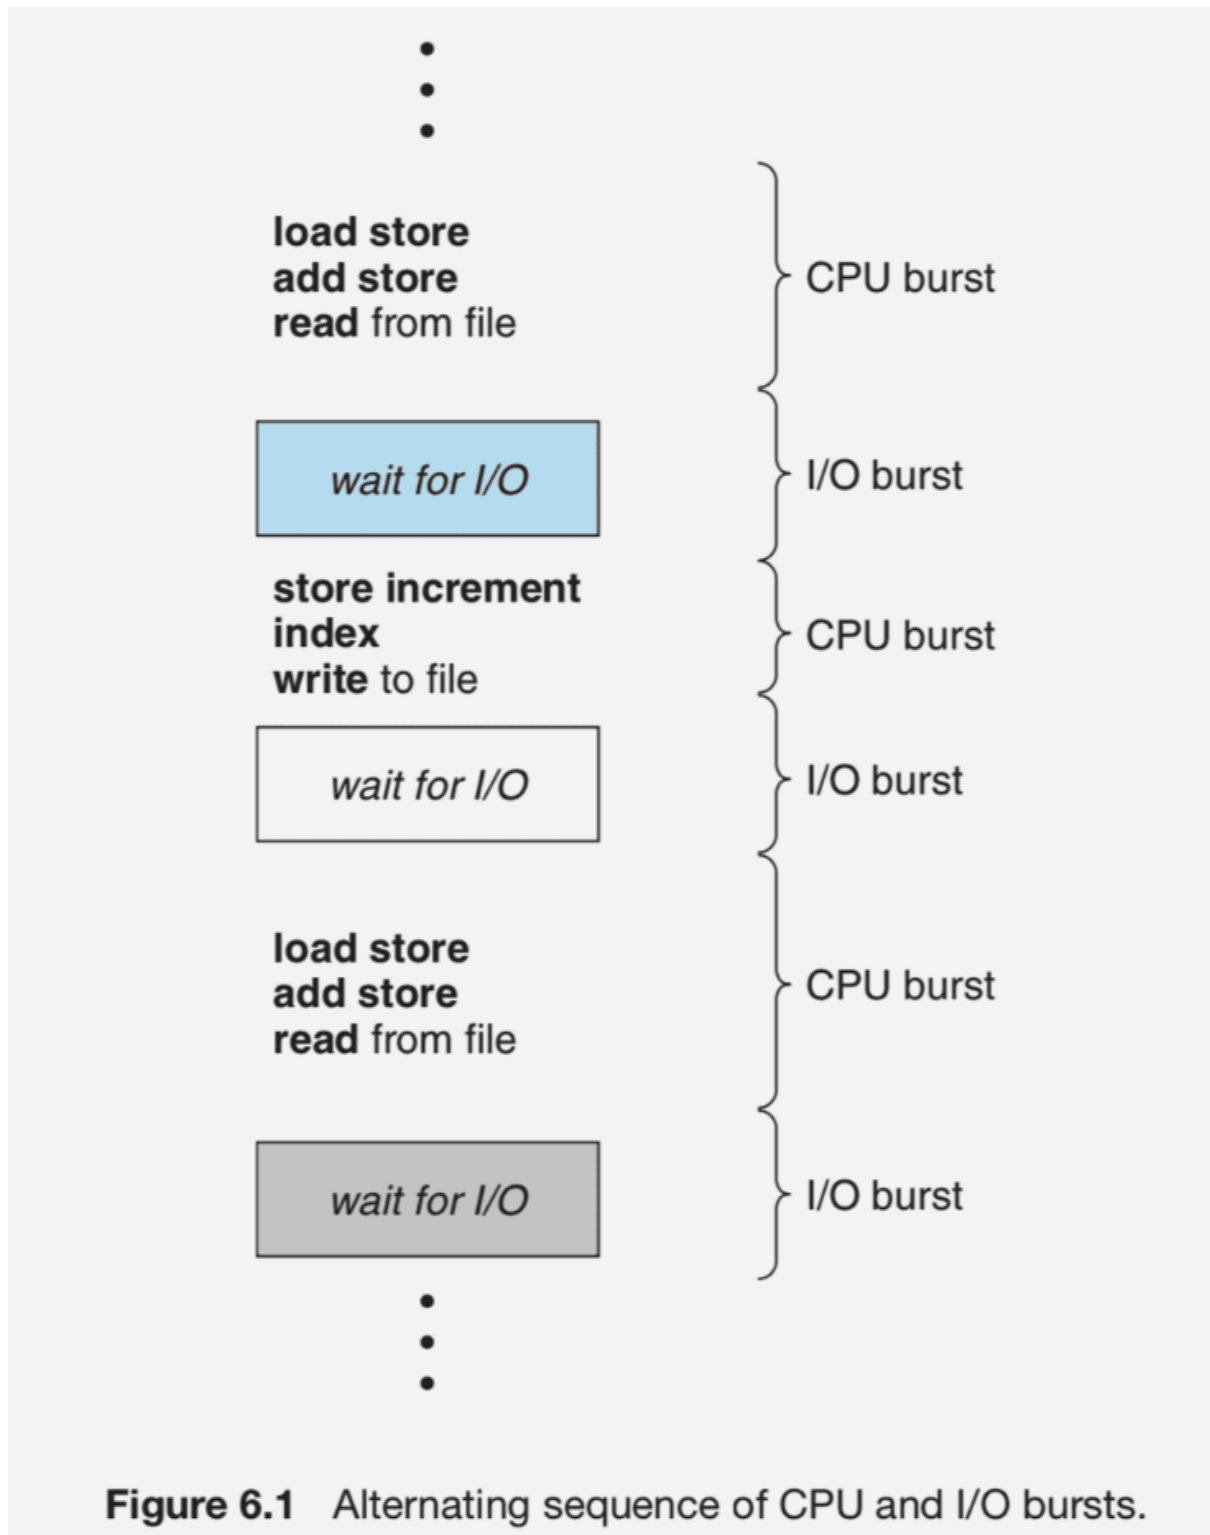 load store
add store
read from file
CPU burst
wait for I/O
I/O burst
store increment
index
write to file
CPU burst
wait for I/O
I/O burst
load store
add store
read from file
CPU burst
wait for I/O
I/O burst
Figure 6.1 Alternating sequence of CPU and I/O bursts.